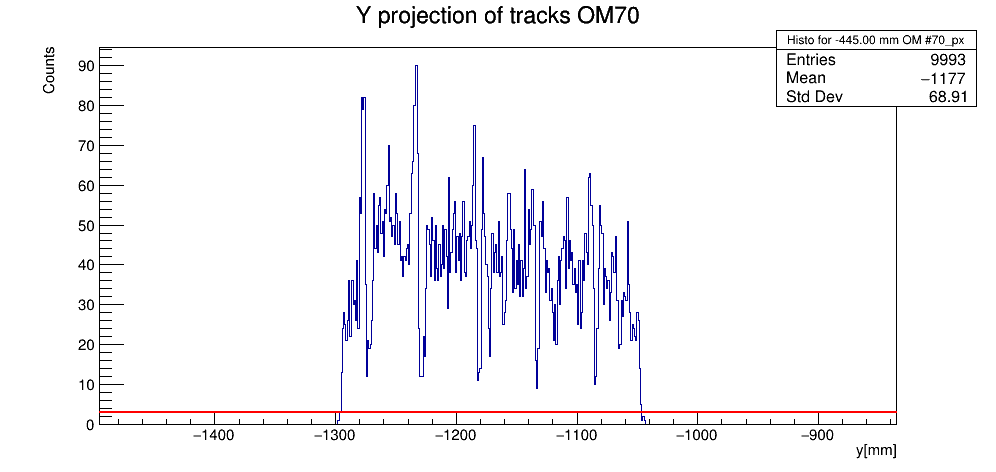 Y projection of tracks OM70
Histo for -445.00 mm OM #70_px
Entries 9993
Mean −1177
Std Dev 68.91
Counts
90
80
70
60
50
40
30
20
10
0
−1400 −1300 −1200 −1100 −1000 −900
y[mm]